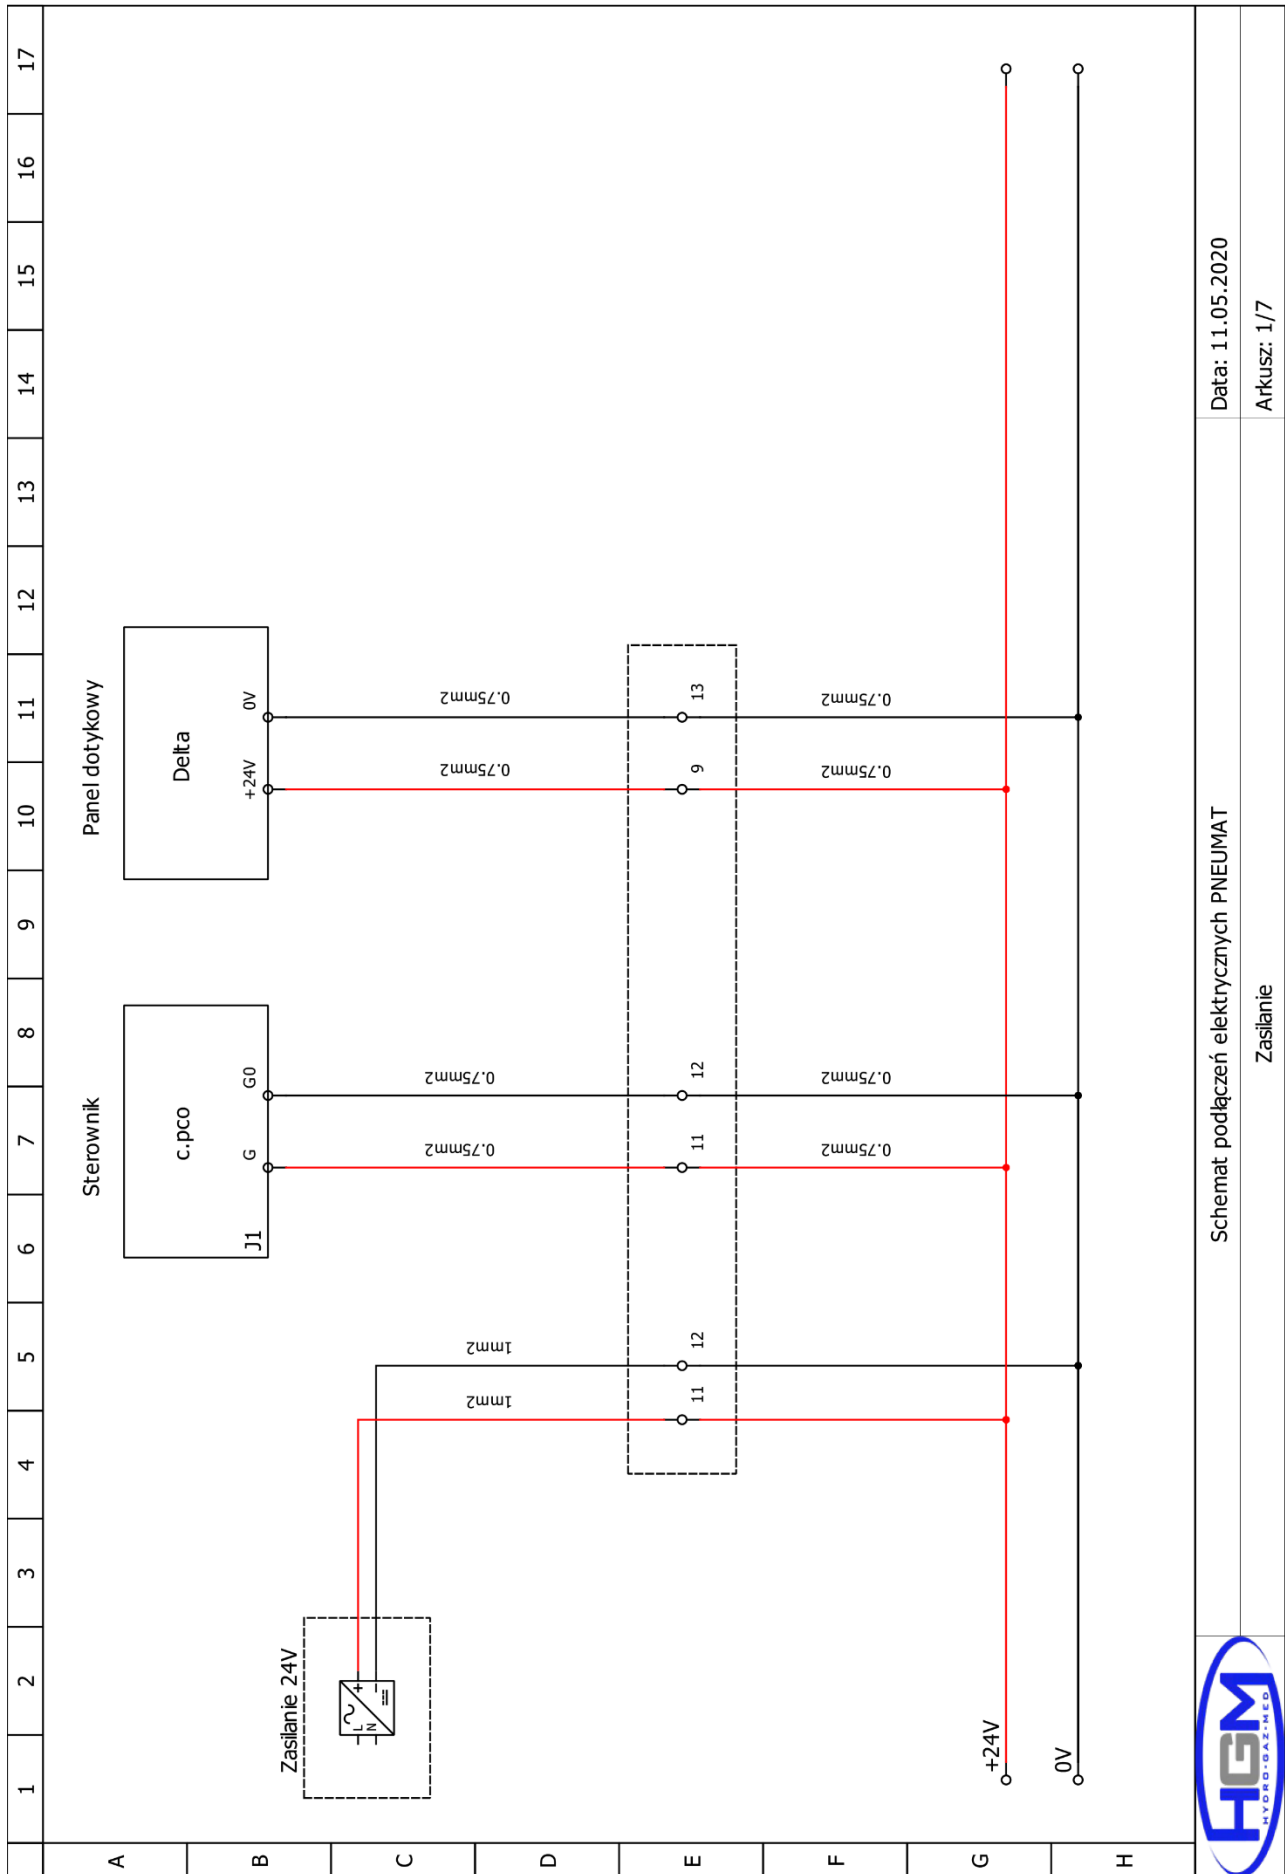 1 2 3 4 5 6 7 8 9 10 11 12 13 14 15 16 17
A
B
C
D
E
F
G
H
Zasilanie 24V
L
N
+
−
Sterownik
c.pco
J1
G
G0
Panel dotykowy
Delta
+24V
0V
1mm2
1mm2
0.75mm2
0.75mm2
0.75mm2
0.75mm2
11
12
11
12
9
13
0.75mm2
0.75mm2
0.75mm2
0.75mm2
+24V
0V
HGM
HYDRO-GAZ-MED
Schemat podłączeń elektrycznych PNEUMAT
Zasilanie
Data: 11.05.2020
Arkusz: 1/7